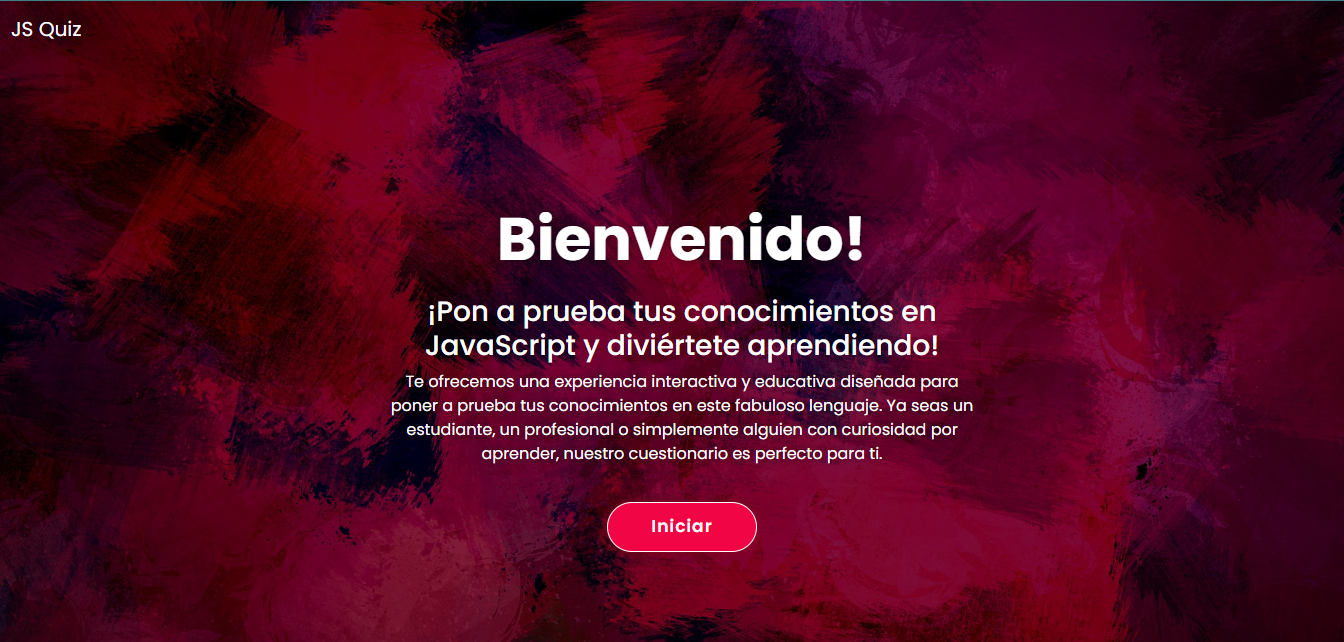 JS Quiz
Bienvenido!
¡Pon a prueba tus conocimientos en
JavaScript y diviértete aprendiendo!
Te ofrecemos una experiencia interactiva y educativa diseñada para
poner a prueba tus conocimientos en este fabuloso lenguaje. Ya seas un
estudiante, un profesional o simplemente alguien con curiosidad por
aprender, nuestro cuestionario es perfecto para ti.
Iniciar